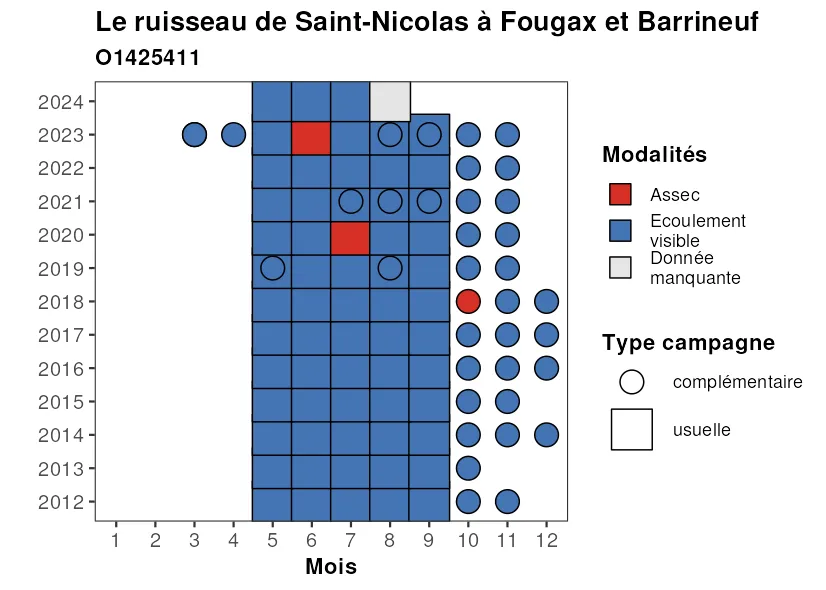 Le ruisseau de Saint-Nicolas à Fougax et Barrineuf
O1425411
2024
2023
2022
2021
2020
2019
2018
2017
2016
2015
2014
2013
2012
1 2 3 4 5 6 7 8 9 10 11 12
Mois
Modalités
Assec
Ecoulement
visible
Donnée
manquante
Type campagne
complémentaire
usuelle